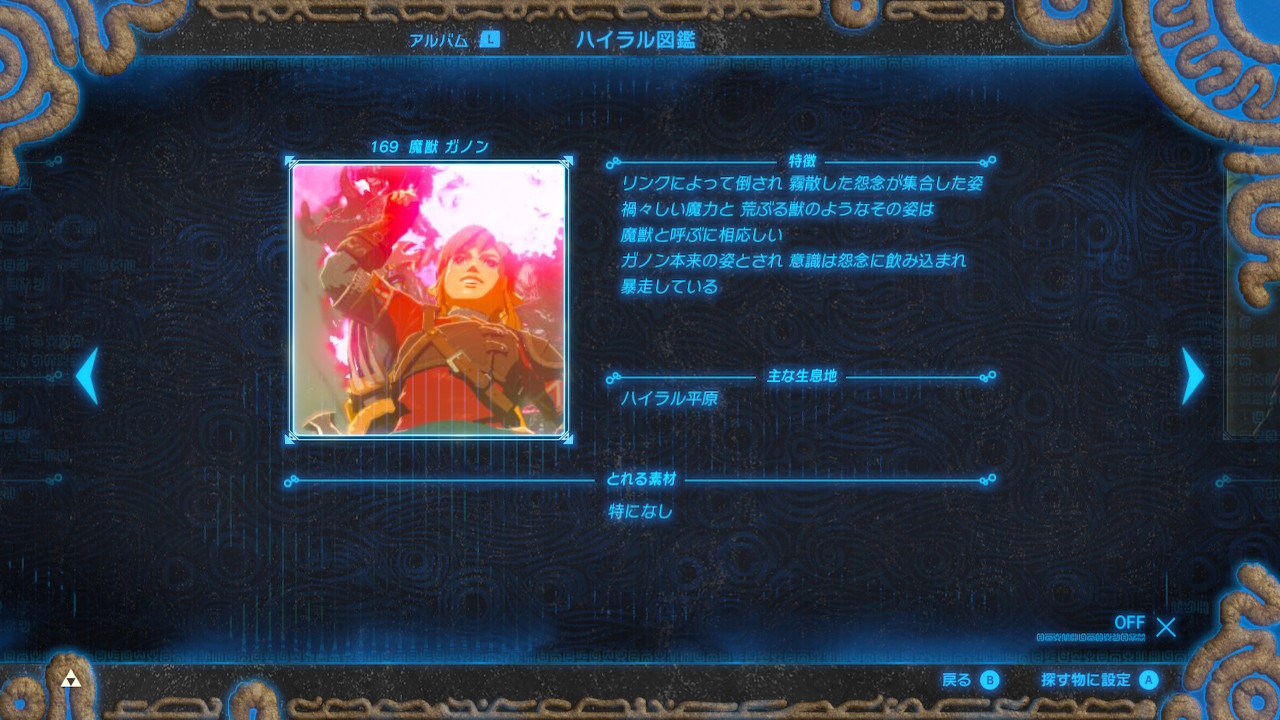 アルバム L
ハイラル図鑑
169 魔獣 ガノン
特徴
リンクによって倒され 霧散した怨念が集合した姿
禍々しい魔力と 荒ぶる獣のようなその姿は
魔獣と呼ぶに相応しい
ガノン本来の姿とされ 意識は怨念に飲み込まれ
暴走している
主な生息地
ハイラル平原
とれる素材
特になし
OFF
戻る B
探す物に設定 A